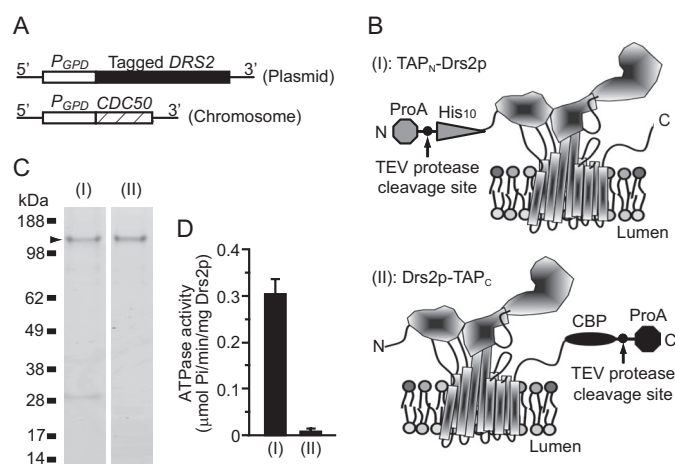 A
5’ P_GPD Tagged DRS2 3’ (Plasmid)
5’ P_GPD CDC50 3’ (Chromosome)
B
(I): TAP_N-Drs2p
ProA His₁₀
N
C
TEV protease
cleavage site
Lumen
(II): Drs2p-TAP_C
N
CBP
ProA
C
TEV protease
cleavage site
Lumen
C
(I) (II)
kDa
188
98
62
49
38
28
17
14
D
ATPase activity
(μmol Pi/min/mg Drs2p)
0.4
0.3
0.2
0.1
0
(I) (II)